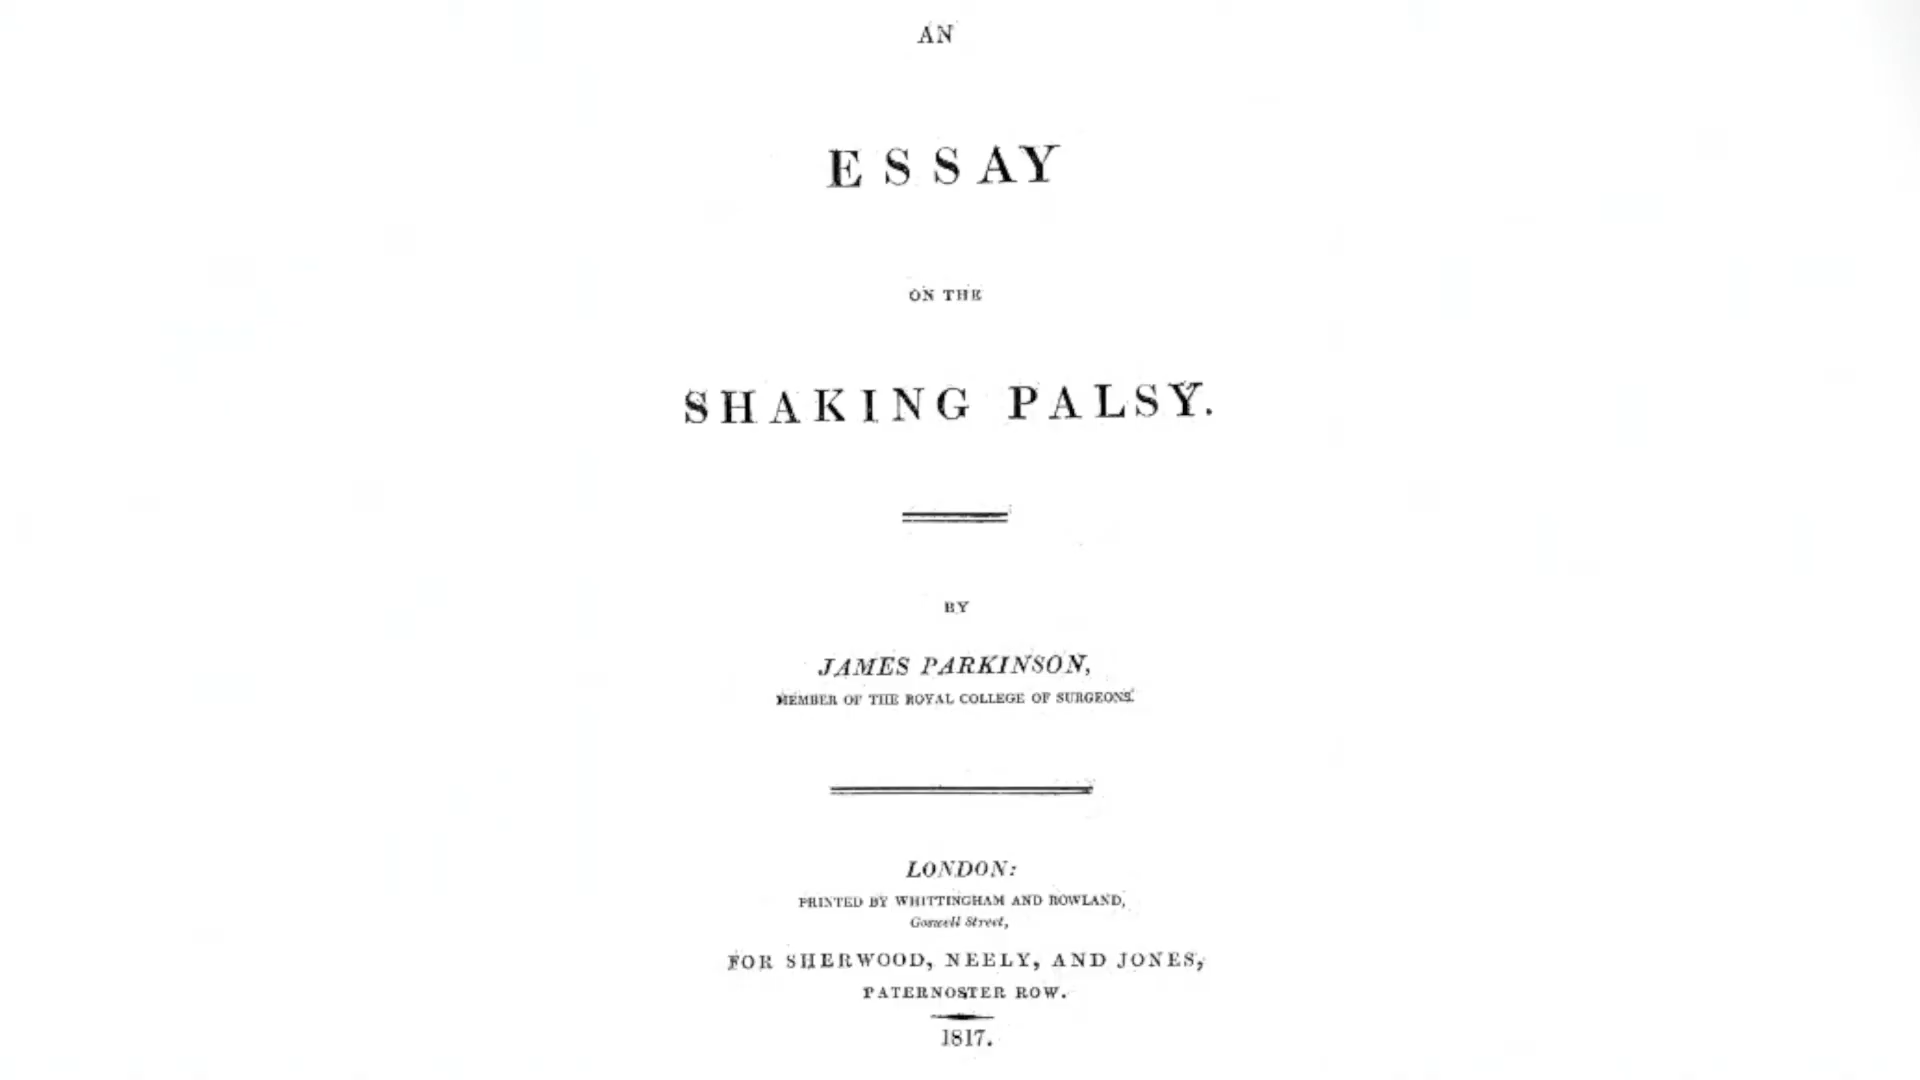 AN
ESSAY
ON THE
SHAKING PALSY.
BY
JAMES PARKINSON,
MEMBER OF THE ROYAL COLLEGE OF SURGEONS.
LONDON:
PRINTED BY WHITTINGHAM AND ROWLAND,
Goswell Street,
FOR SHERWOOD, NEELY, AND JONES,
PATERNOSTER ROW.
1817.